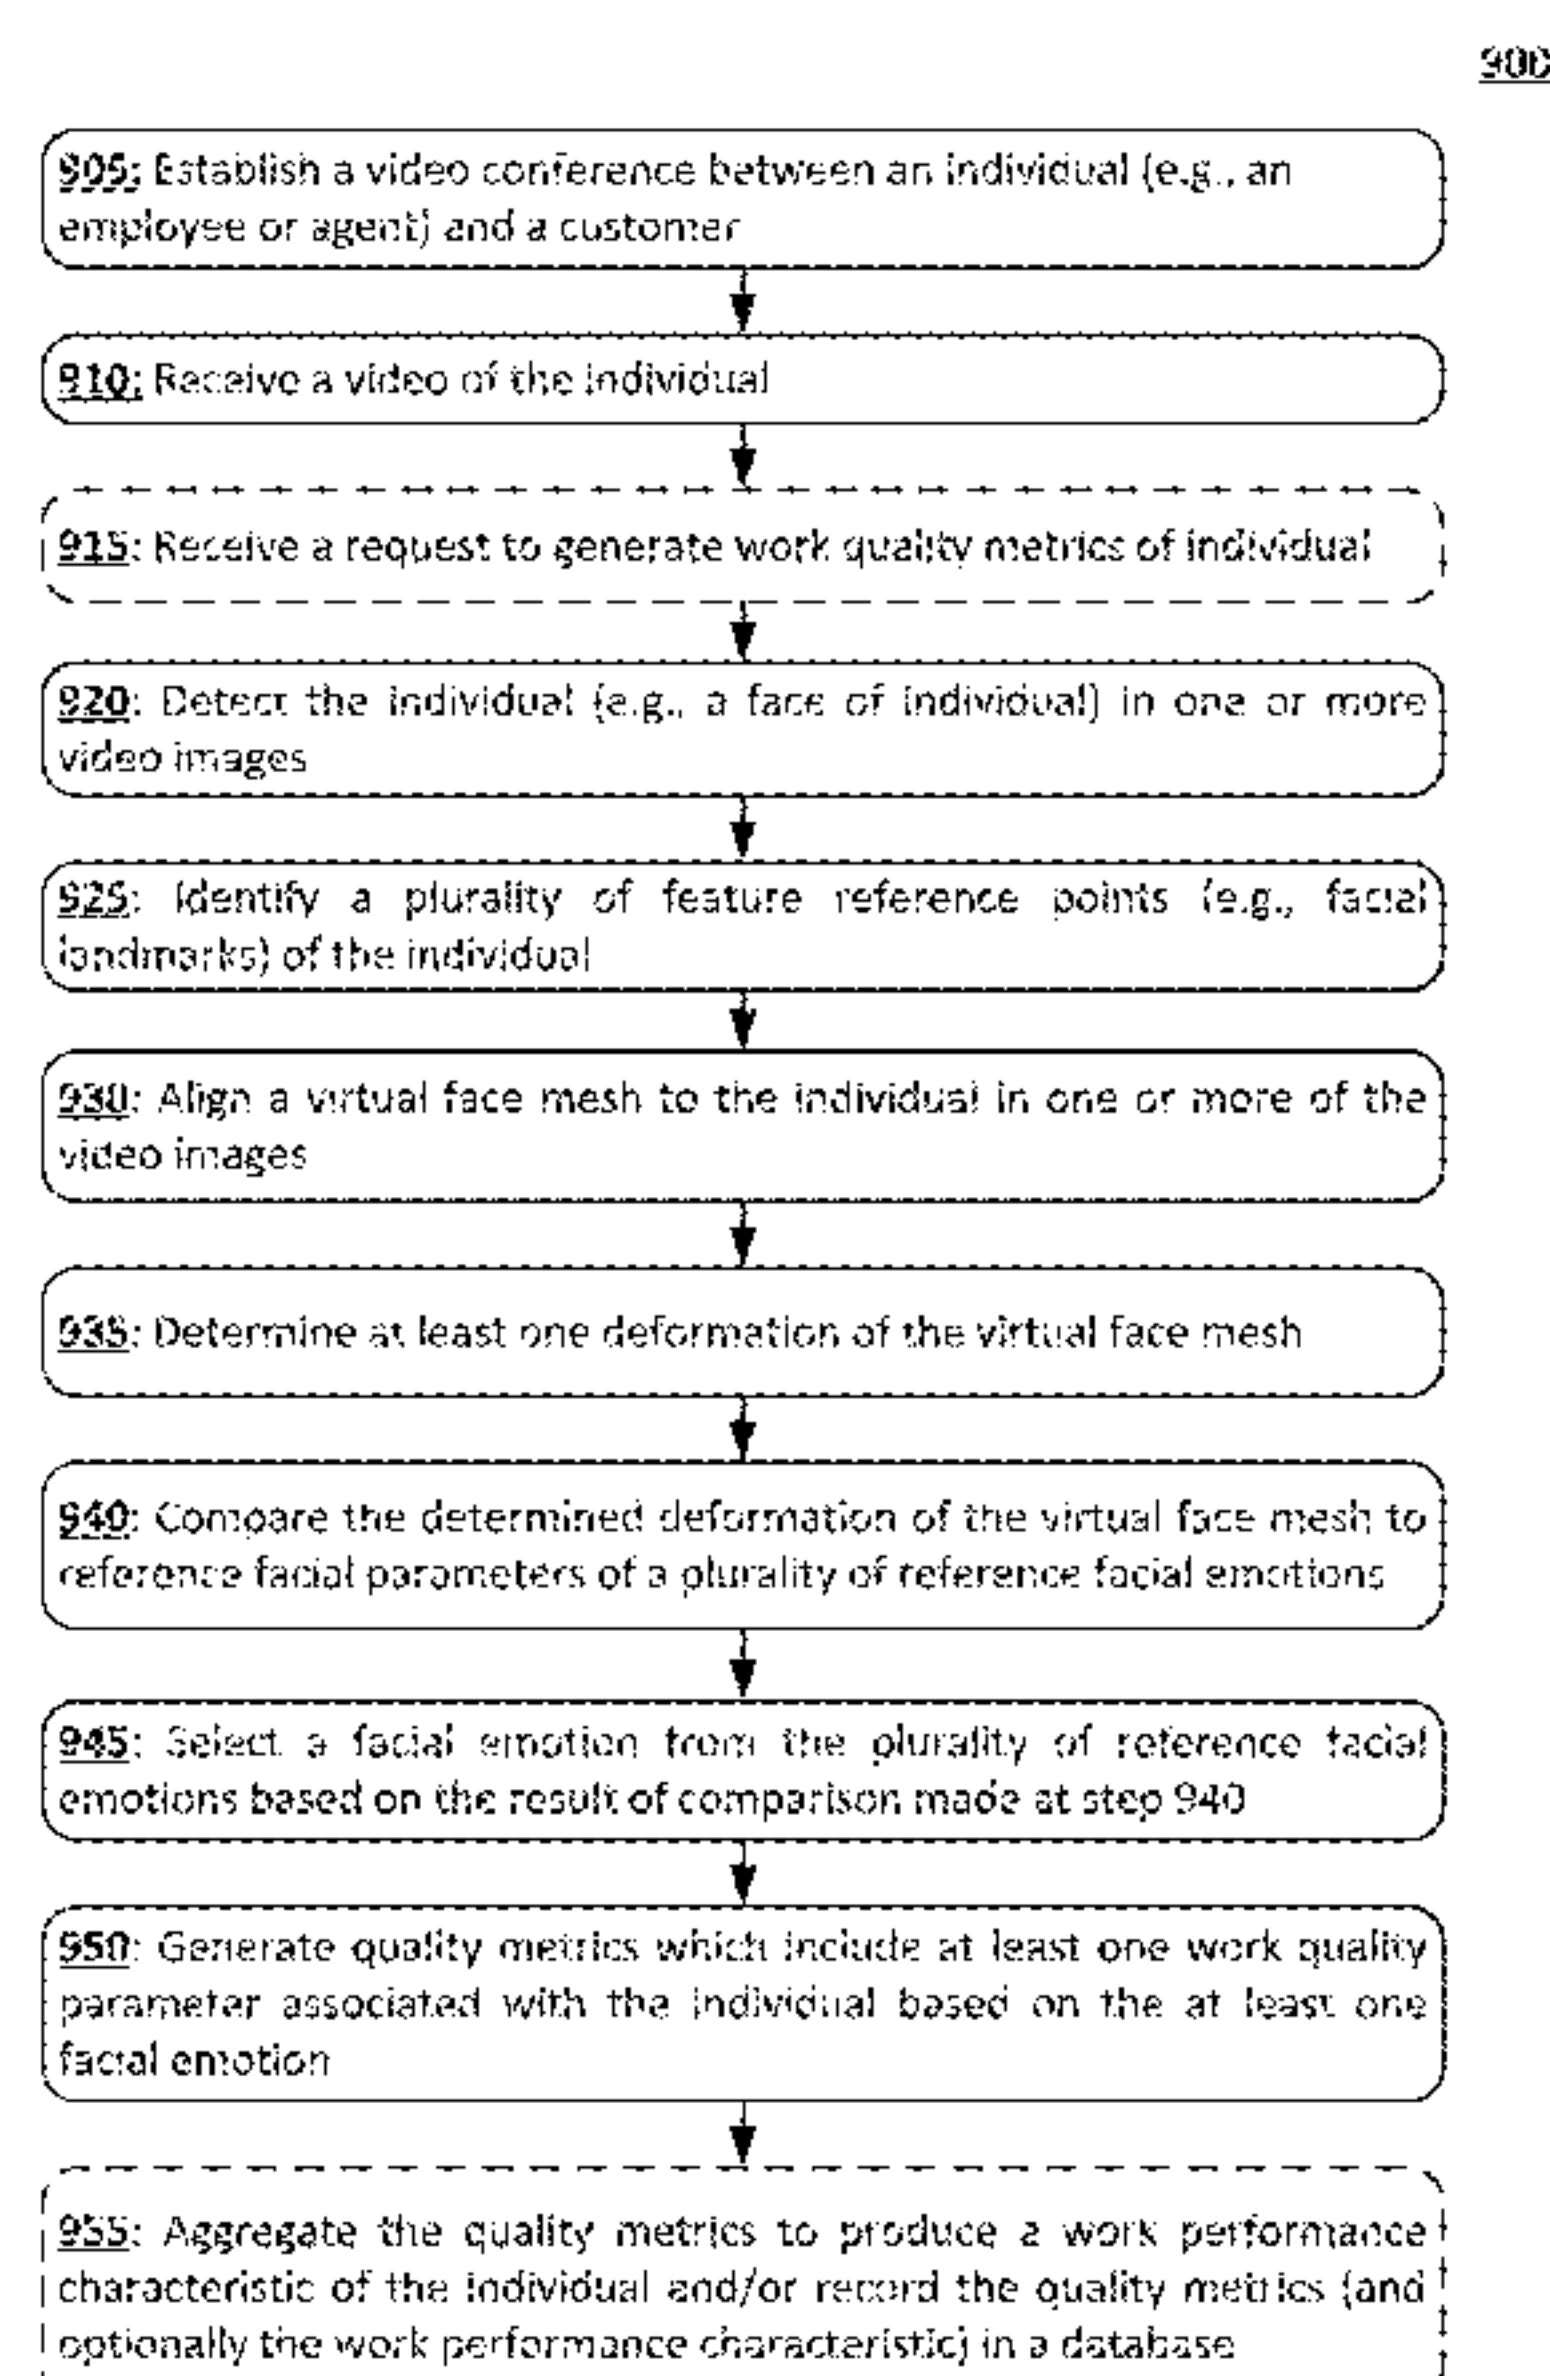 900
905: Establish a video conference between an individual (e.g., an
employee or agent) and a customer
910: Receive a video of the individual
915: Receive a request to generate work quality metrics of individual
920: Detect the individual (e.g., a face of individual) in one or more
video images
925: Identify a plurality of feature reference points (e.g., facial
landmarks) of the individual
930: Align a virtual face mesh to the individual in one or more of the
video images
935: Determine at least one deformation of the virtual face mesh
940: Compare the determined deformation of the virtual face mesh to
reference facial parameters of a plurality of reference facial emotions
945: Select a facial emotion from the plurality of reference facial
emotions based on the result of comparison made at step 940
950: Generate quality metrics which include at least one work quality
parameter associated with the individual based on the at least one
facial emotion
955: Aggregate the quality metrics to produce a work performance
characteristic of the individual and/or record the quality metrics (and
optionally the work performance characteristic) in a database